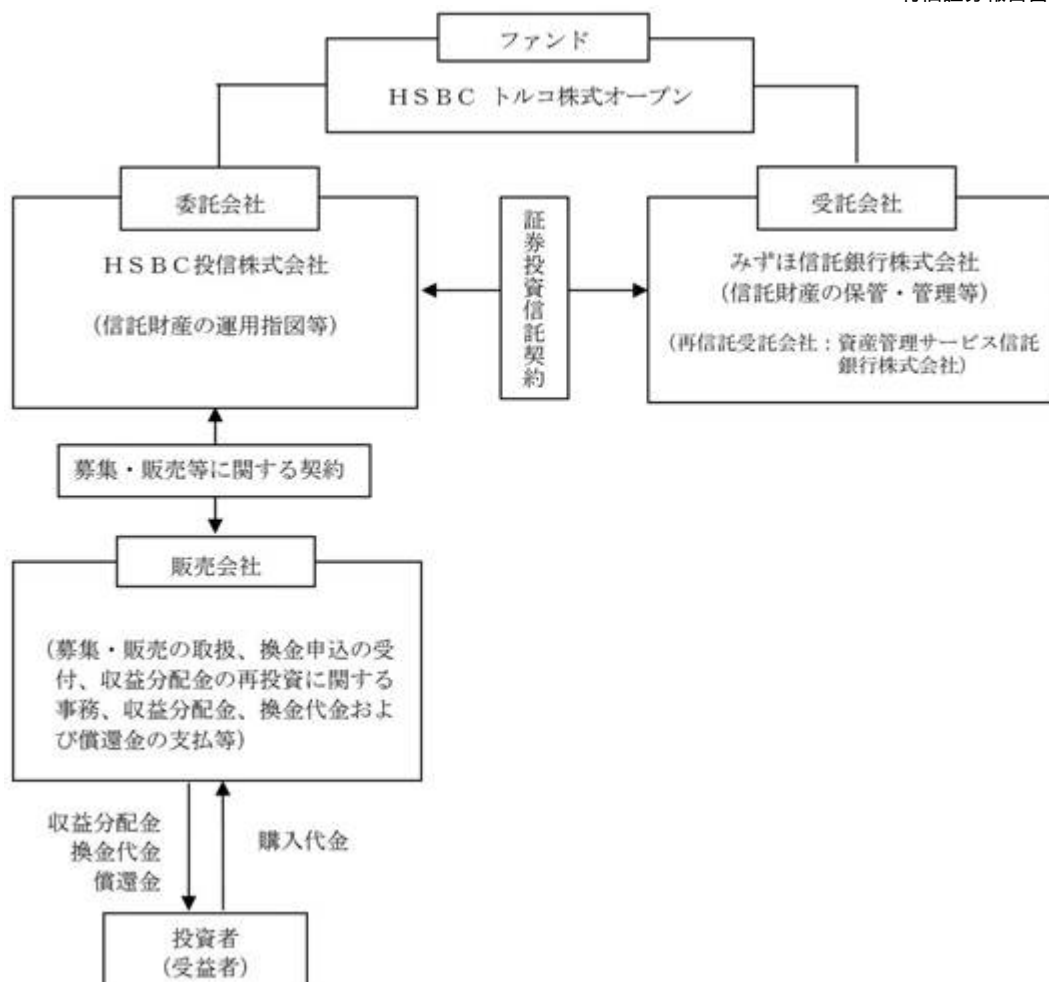 ファンド
HSBC トルコ株式オープン
委託会社
HSBC投信株式会社
(信託財産の運用指図等)
証券投資信託契約
受託会社
みずほ信託銀行株式会社
(信託財産の保管・管理等)
(再信託受託会社:資産管理サービス信託
銀行株式会社)
募集・販売等に関する契約
販売会社
(募集・販売の取扱、換金申込の受
付、収益分配金の再投資に関する
事務、収益分配金、換金代金およ
び償還金の支払等)
収益分配金
換金代金
償還金
購入代金
投資者
(受益者)